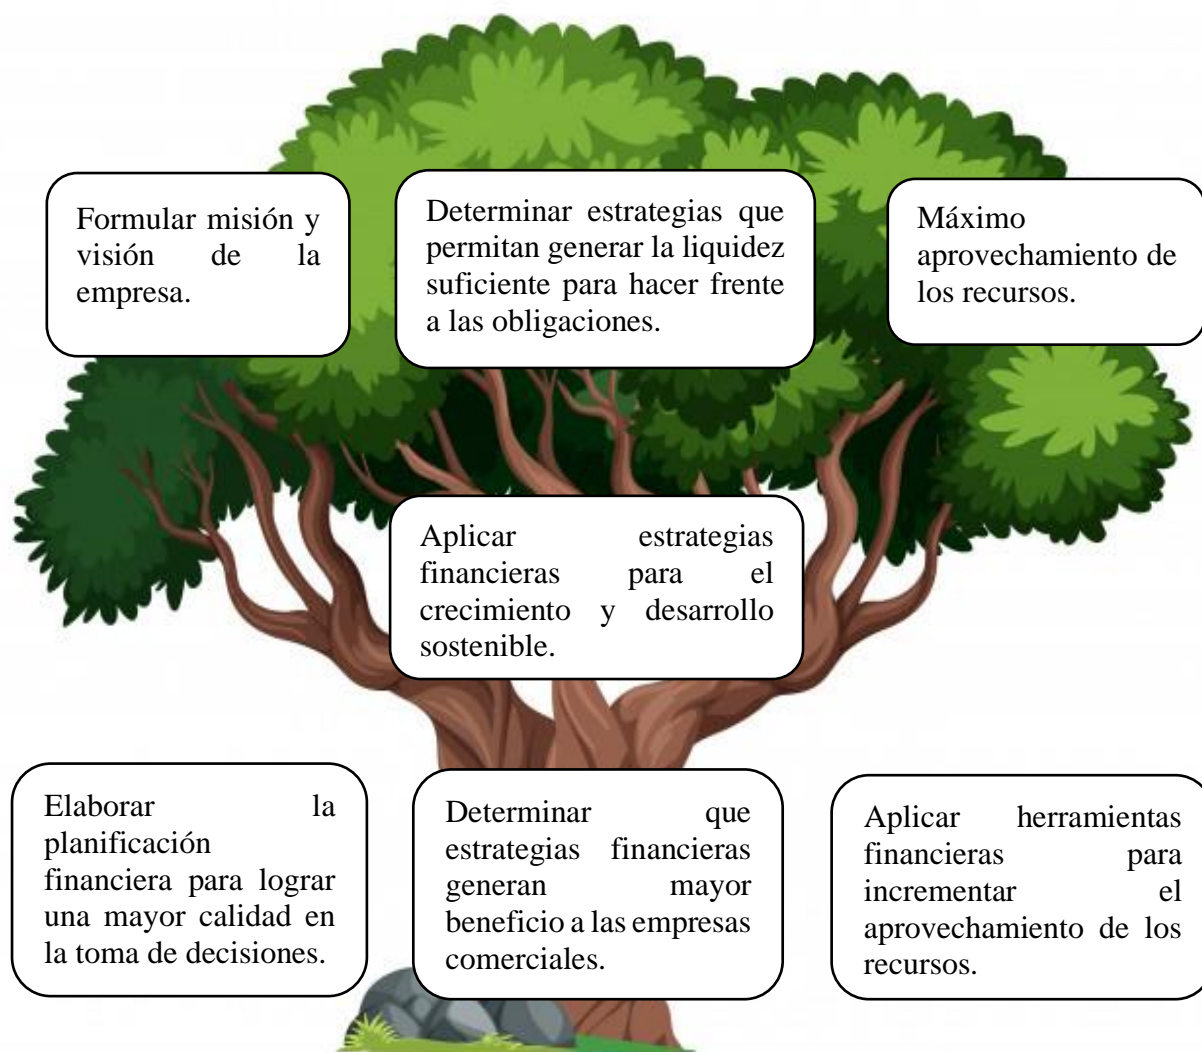 Formular misión y
visión de la
empresa.
Determinar estrategias que
permitan generar la liquidez
suficiente para hacer frente
a las obligaciones.
Máximo
aprovechamiento de
los recursos.
Aplicar estrategias
financieras para el
crecimiento y desarrollo
sostenible.
Elaborar la
planificación
financiera para lograr
una mayor calidad en
la toma de decisiones.
Determinar que
estrategias financieras
generan mayor
beneficio a las empresas
comerciales.
Aplicar herramientas
financieras para
incrementar el
aprovechamiento de los
recursos.